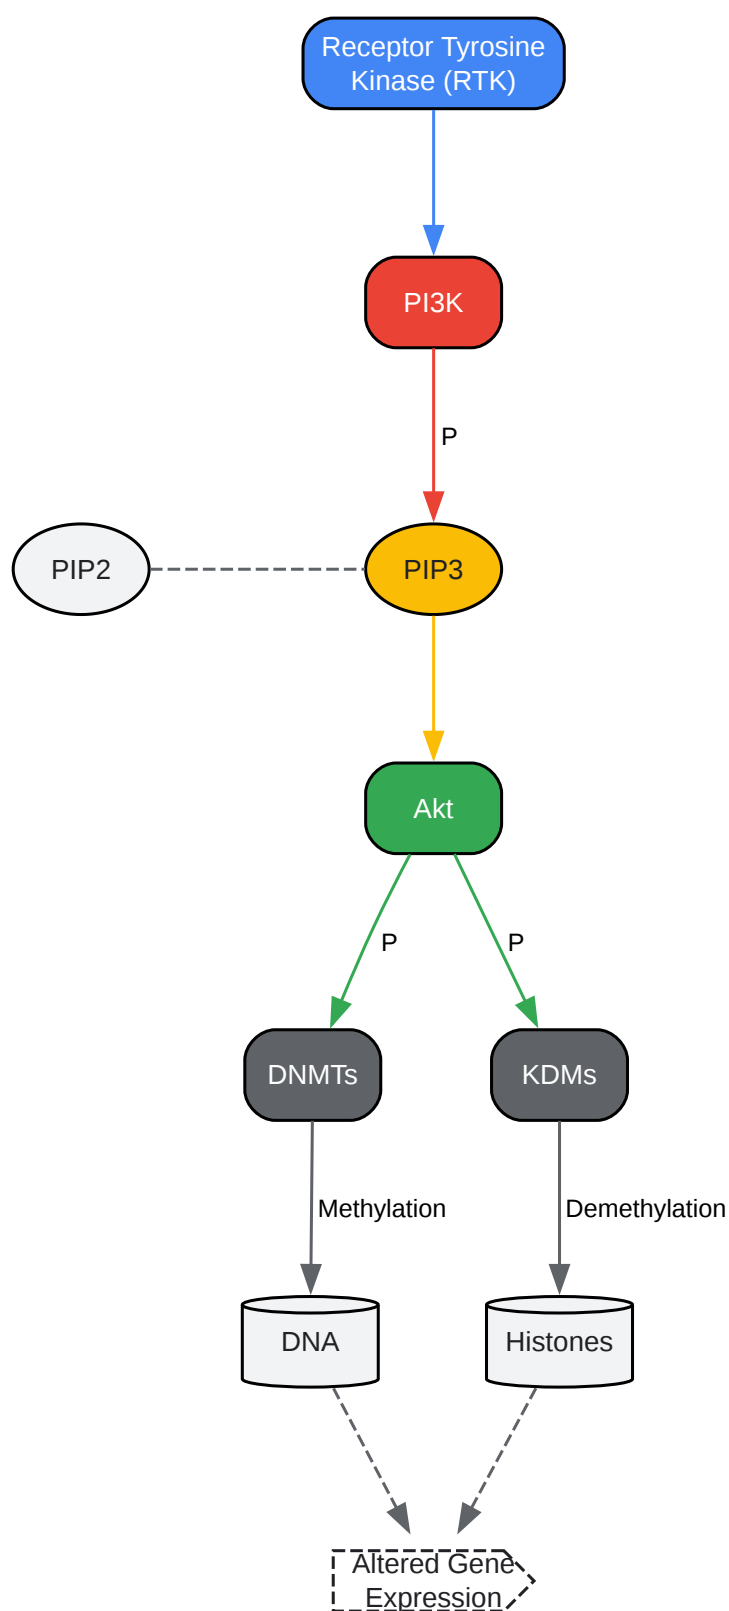 Receptor Tyrosine
Kinase (RTK)
PI3K
P
PIP2
PIP3
Akt
P
P
DNMTs
KDMs
Methylation
Demethylation
DNA
Histones
Altered Gene
Expression